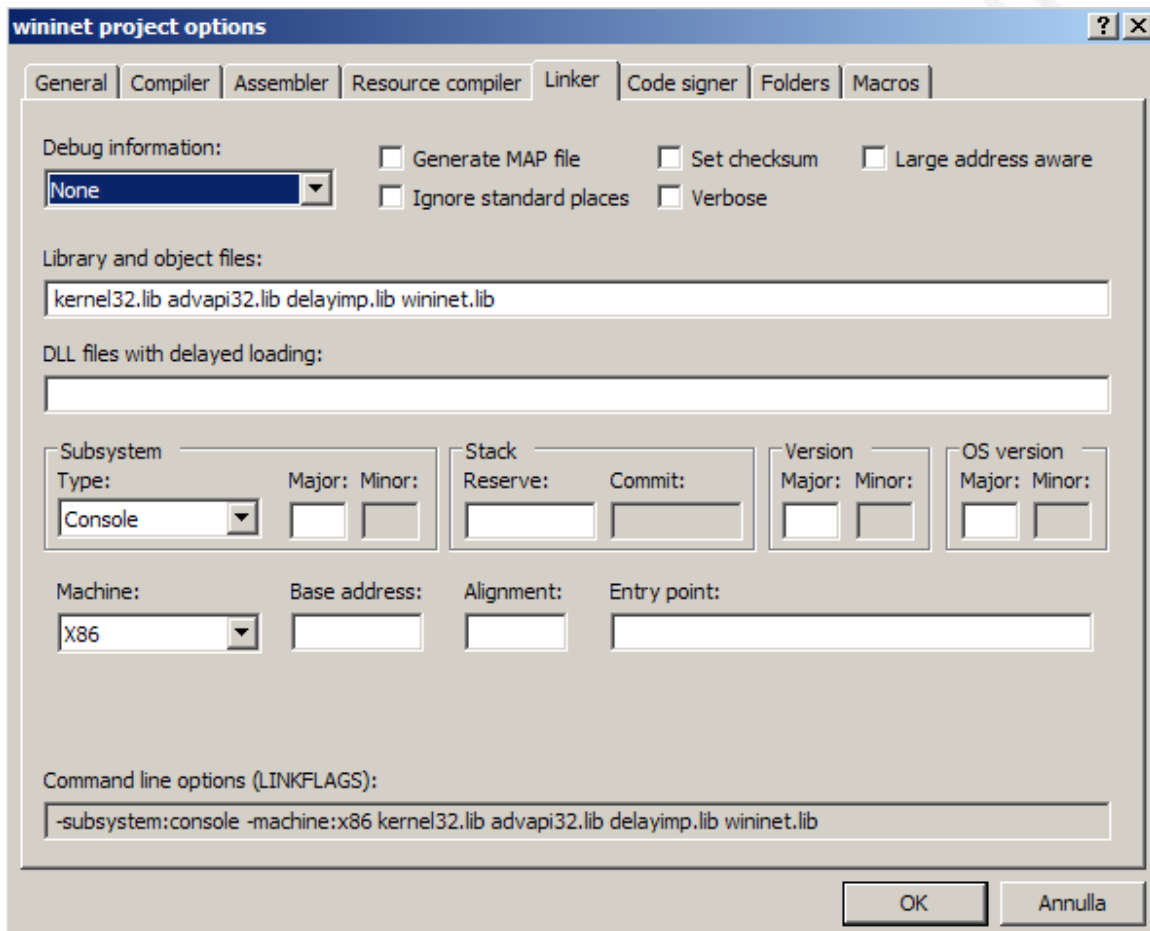 wininet project options
General Compiler Assembler Resource compiler Linker Code signer Folders Macros
Debug information:
None
Generate MAP file
Set checksum
Large address aware
Ignore standard places
Verbose
Library and object files:
kernel32.lib advapi32.lib delayimp.lib wininet.lib
DLL files with delayed loading:
Subsystem
Type:
Major: Minor:
Console
Stack
Reserve:
Commit:
Version
Major: Minor:
OS version
Major: Minor:
Machine:
X86
Base address:
Alignment:
Entry point:
Command line options (LINKFLAGS):
-subsystem:console -machine:x86 kernel32.lib advapi32.lib delayimp.lib wininet.lib
OK
Annulla